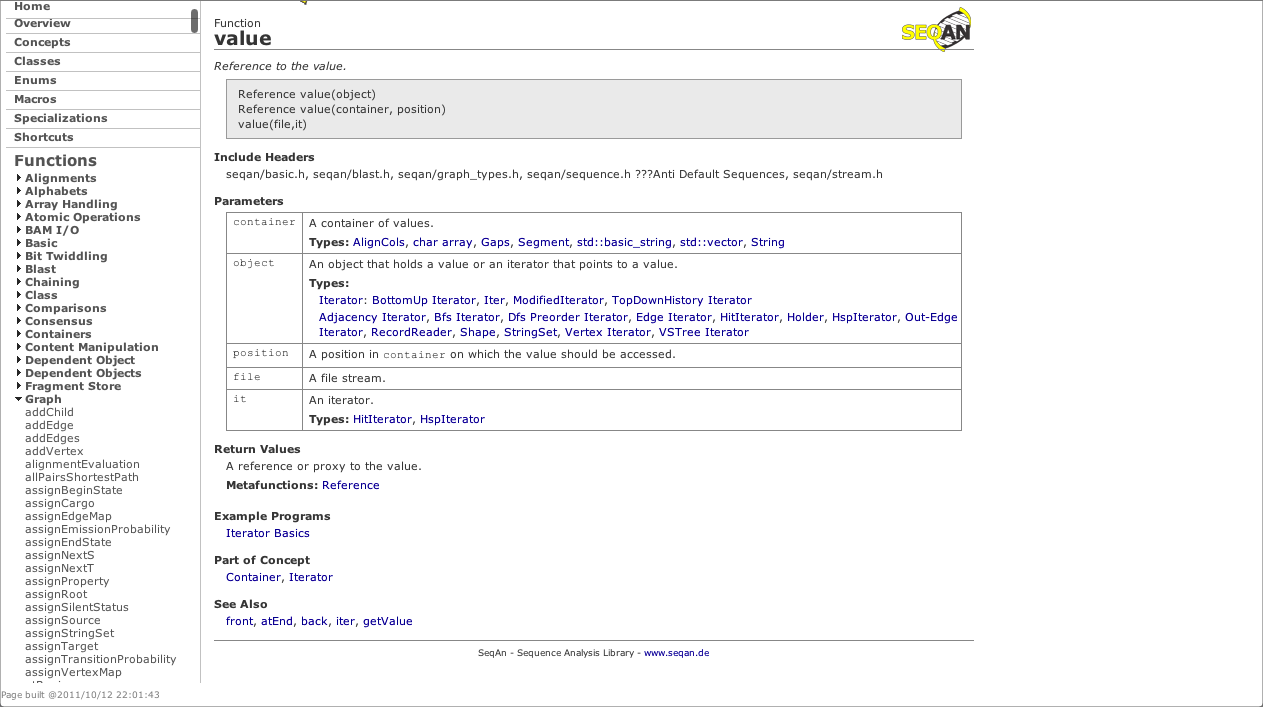 Home
Overview
Concepts
Classes
Enums
Macros
Specializations
Shortcuts
Functions
Alignments
Alphabets
Array Handling
Atomic Operations
BAM I/O
Basic
Bit Twiddling
Blast
Chaining
Class
Comparisons
Consensus
Containers
Content Manipulation
Dependent Object
Dependent Objects
Fragment Store
Graph
addChild
addEdge
addEdges
addVertex
alignmentEvaluation
allPairsShortestPath
assignBeginState
assignCargo
assignEdgeMap
assignEmissionProbability
assignEndState
assignNextS
assignNextT
assignProperty
assignRoot
assignSilentStatus
assignSource
assignStringSet
assignTarget
assignTransitionProbability
assignVertexMap
Page built @2011/10/12 22:01:43
Function
value
SEQAN
Reference to the value.
Reference value(object)
Reference value(container, position)
value(file,it)
Include Headers
seqan/basic.h, seqan/blast.h, seqan/graph_types.h, seqan/sequence.h ???Anti Default Sequences, seqan/stream.h
Parameters
container A container of values.
Types: AlignCols, char array, Gaps, Segment, std::basic_string, std::vector, String
object An object that holds a value or an iterator that points to a value.
Types:
Iterator: BottomUp Iterator, Iter, ModifiedIterator, TopDownHistory Iterator
Adjacency Iterator, Bfs Iterator, Dfs Preorder Iterator, Edge Iterator, HitIterator, Holder, HspIterator, Out-Edge
Iterator, RecordReader, Shape, StringSet, Vertex Iterator, VSTree Iterator
position A position in container on which the value should be accessed.
file A file stream.
it An iterator.
Types: HitIterator, HspIterator
Return Values
A reference or proxy to the value.
Metafunctions: Reference
Example Programs
Iterator Basics
Part of Concept
Container, Iterator
See Also
front, atEnd, back, iter, getValue
SeqAn - Sequence Analysis Library - www.seqan.de